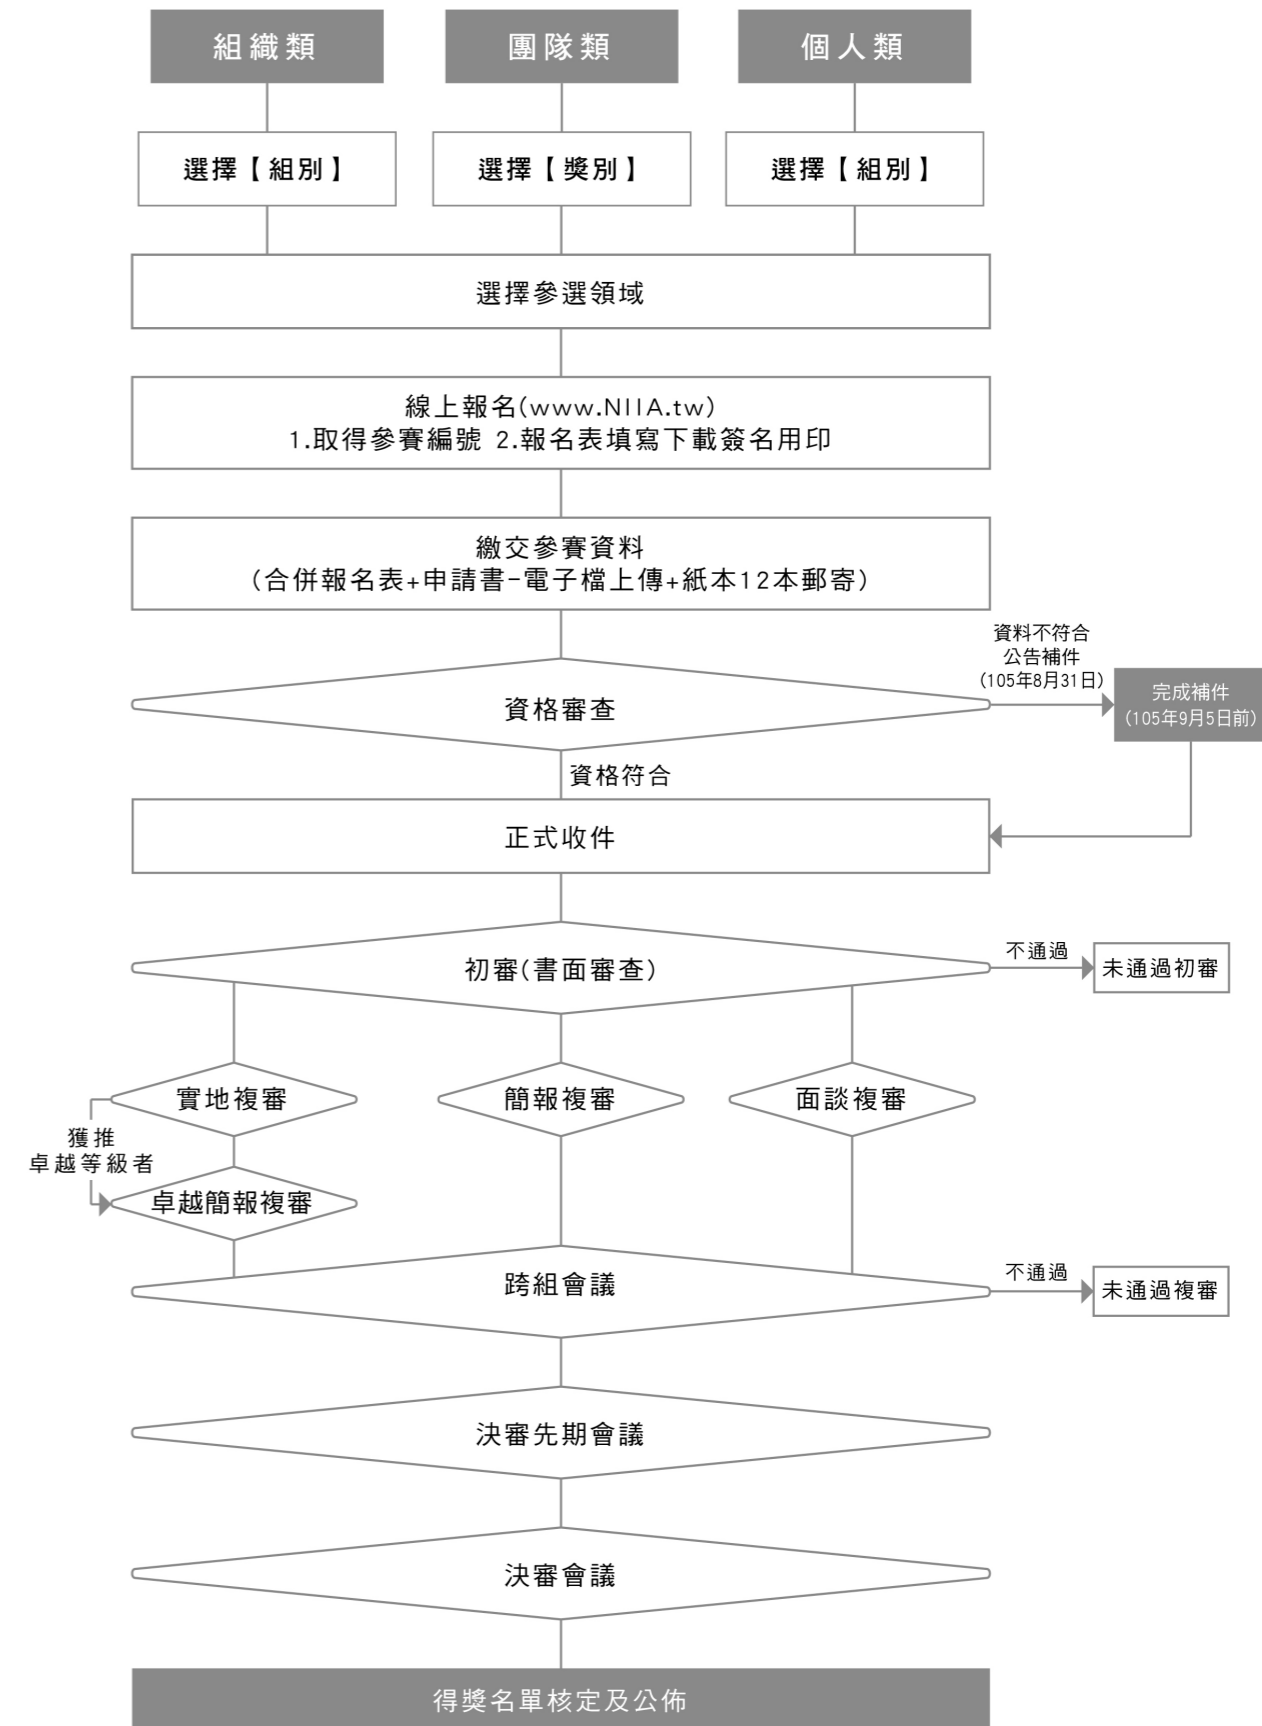 組織類
團隊類
個人類
選擇【組別】
選擇【獎別】
選擇【組別】
選擇參選領域
線上報名(www.NIIA.tw)
1.取得參賽編號 2.報名表填寫下載簽名用印
繳交參賽資料
(合併報名表+申請書-電子檔上傳+紙本12本郵寄)
資料不符合
公告補件
(105年8月31日)
完成補件
(105年9月5日前)
資格審查
資格符合
正式收件
初審(書面審查)
不通過
未通過初審
實地複審
簡報複審
面談複審
獲推
卓越等級者
卓越簡報複審
跨組會議
不通過
未通過複審
決審先期會議
決審會議
得獎名單核定及公佈